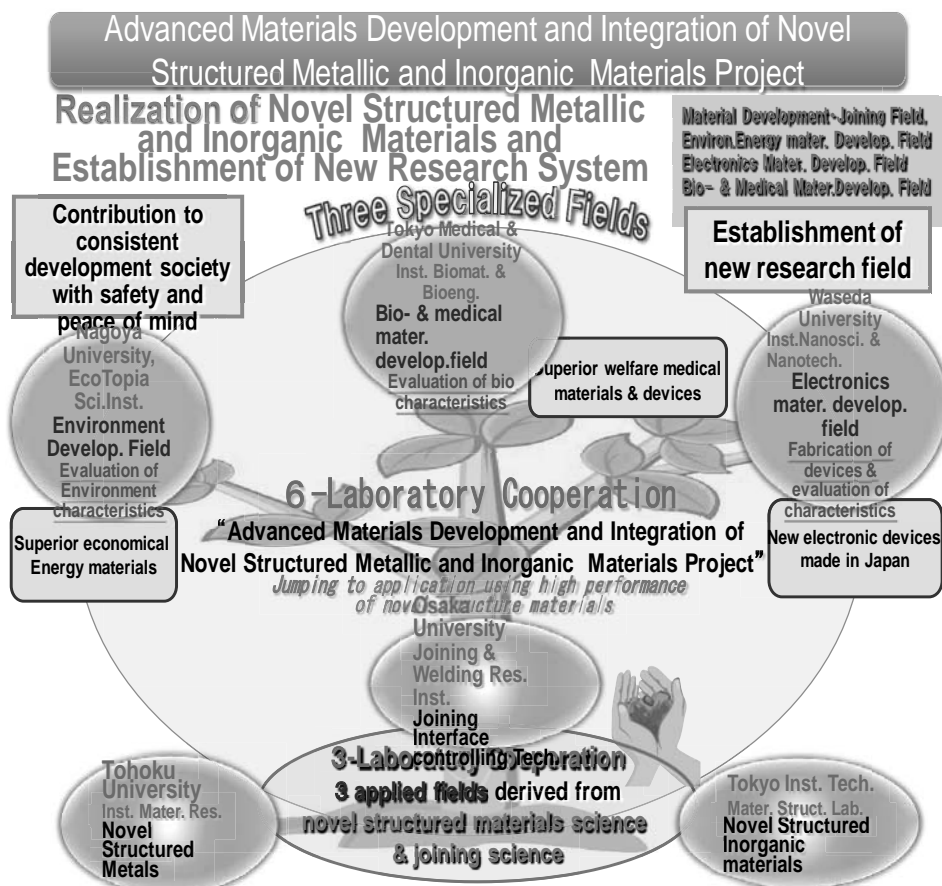 Advanced Materials Development and Integration of Novel
Structured Metallic and Inorganic Materials Project
Realization of Novel Structured Metallic
and Inorganic Materials and
Establishment of New Research System
Material Development-Joining Field,
Environ.Energy mater. Develop. Field
Electronics Mater. Develop. Field
Bio- & Medical Mater.Develop. Field
Three Specialized Fields
Contribution to
consistent
development society
with safety and
peace of mind
Establishment of
new research field
Tokyo Medical &
Dental University
Inst. Biomat. &
Bioeng.
Bio- & medical
mater.
develop.field
Evaluation of bio
characteristics
Superior welfare medical
materials & devices
Nagoya
University,
EcoTopia
Sci.Inst.
Environment
Develop. Field
Evaluation of
Environment
characteristics
Superior economical
Energy materials
Waseda
University
Inst.Nanosci. &
Nanotech.
Electronics
mater. develop.
field
Fabrication of
devices &
evaluation of
characteristics
New electronic devices
made in Japan
6-Laboratory Cooperation
“Advanced Materials Development and Integration of
Novel Structured Metallic and Inorganic Materials Project”
Jumping to application using high performance
of novel structure materials
Osaka
University
Joining &
Welding Res.
Inst.
Joining
Interface
controlling Tech.
3-Laboratory Cooperation
3 applied fields derived from
novel structured materials science
& joining science
Tohoku
University
Inst. Mater. Res.
Novel
Structured
Metals
Tokyo Inst. Tech.
Mater. Struct. Lab.
Novel Structured
Inorganic
materials